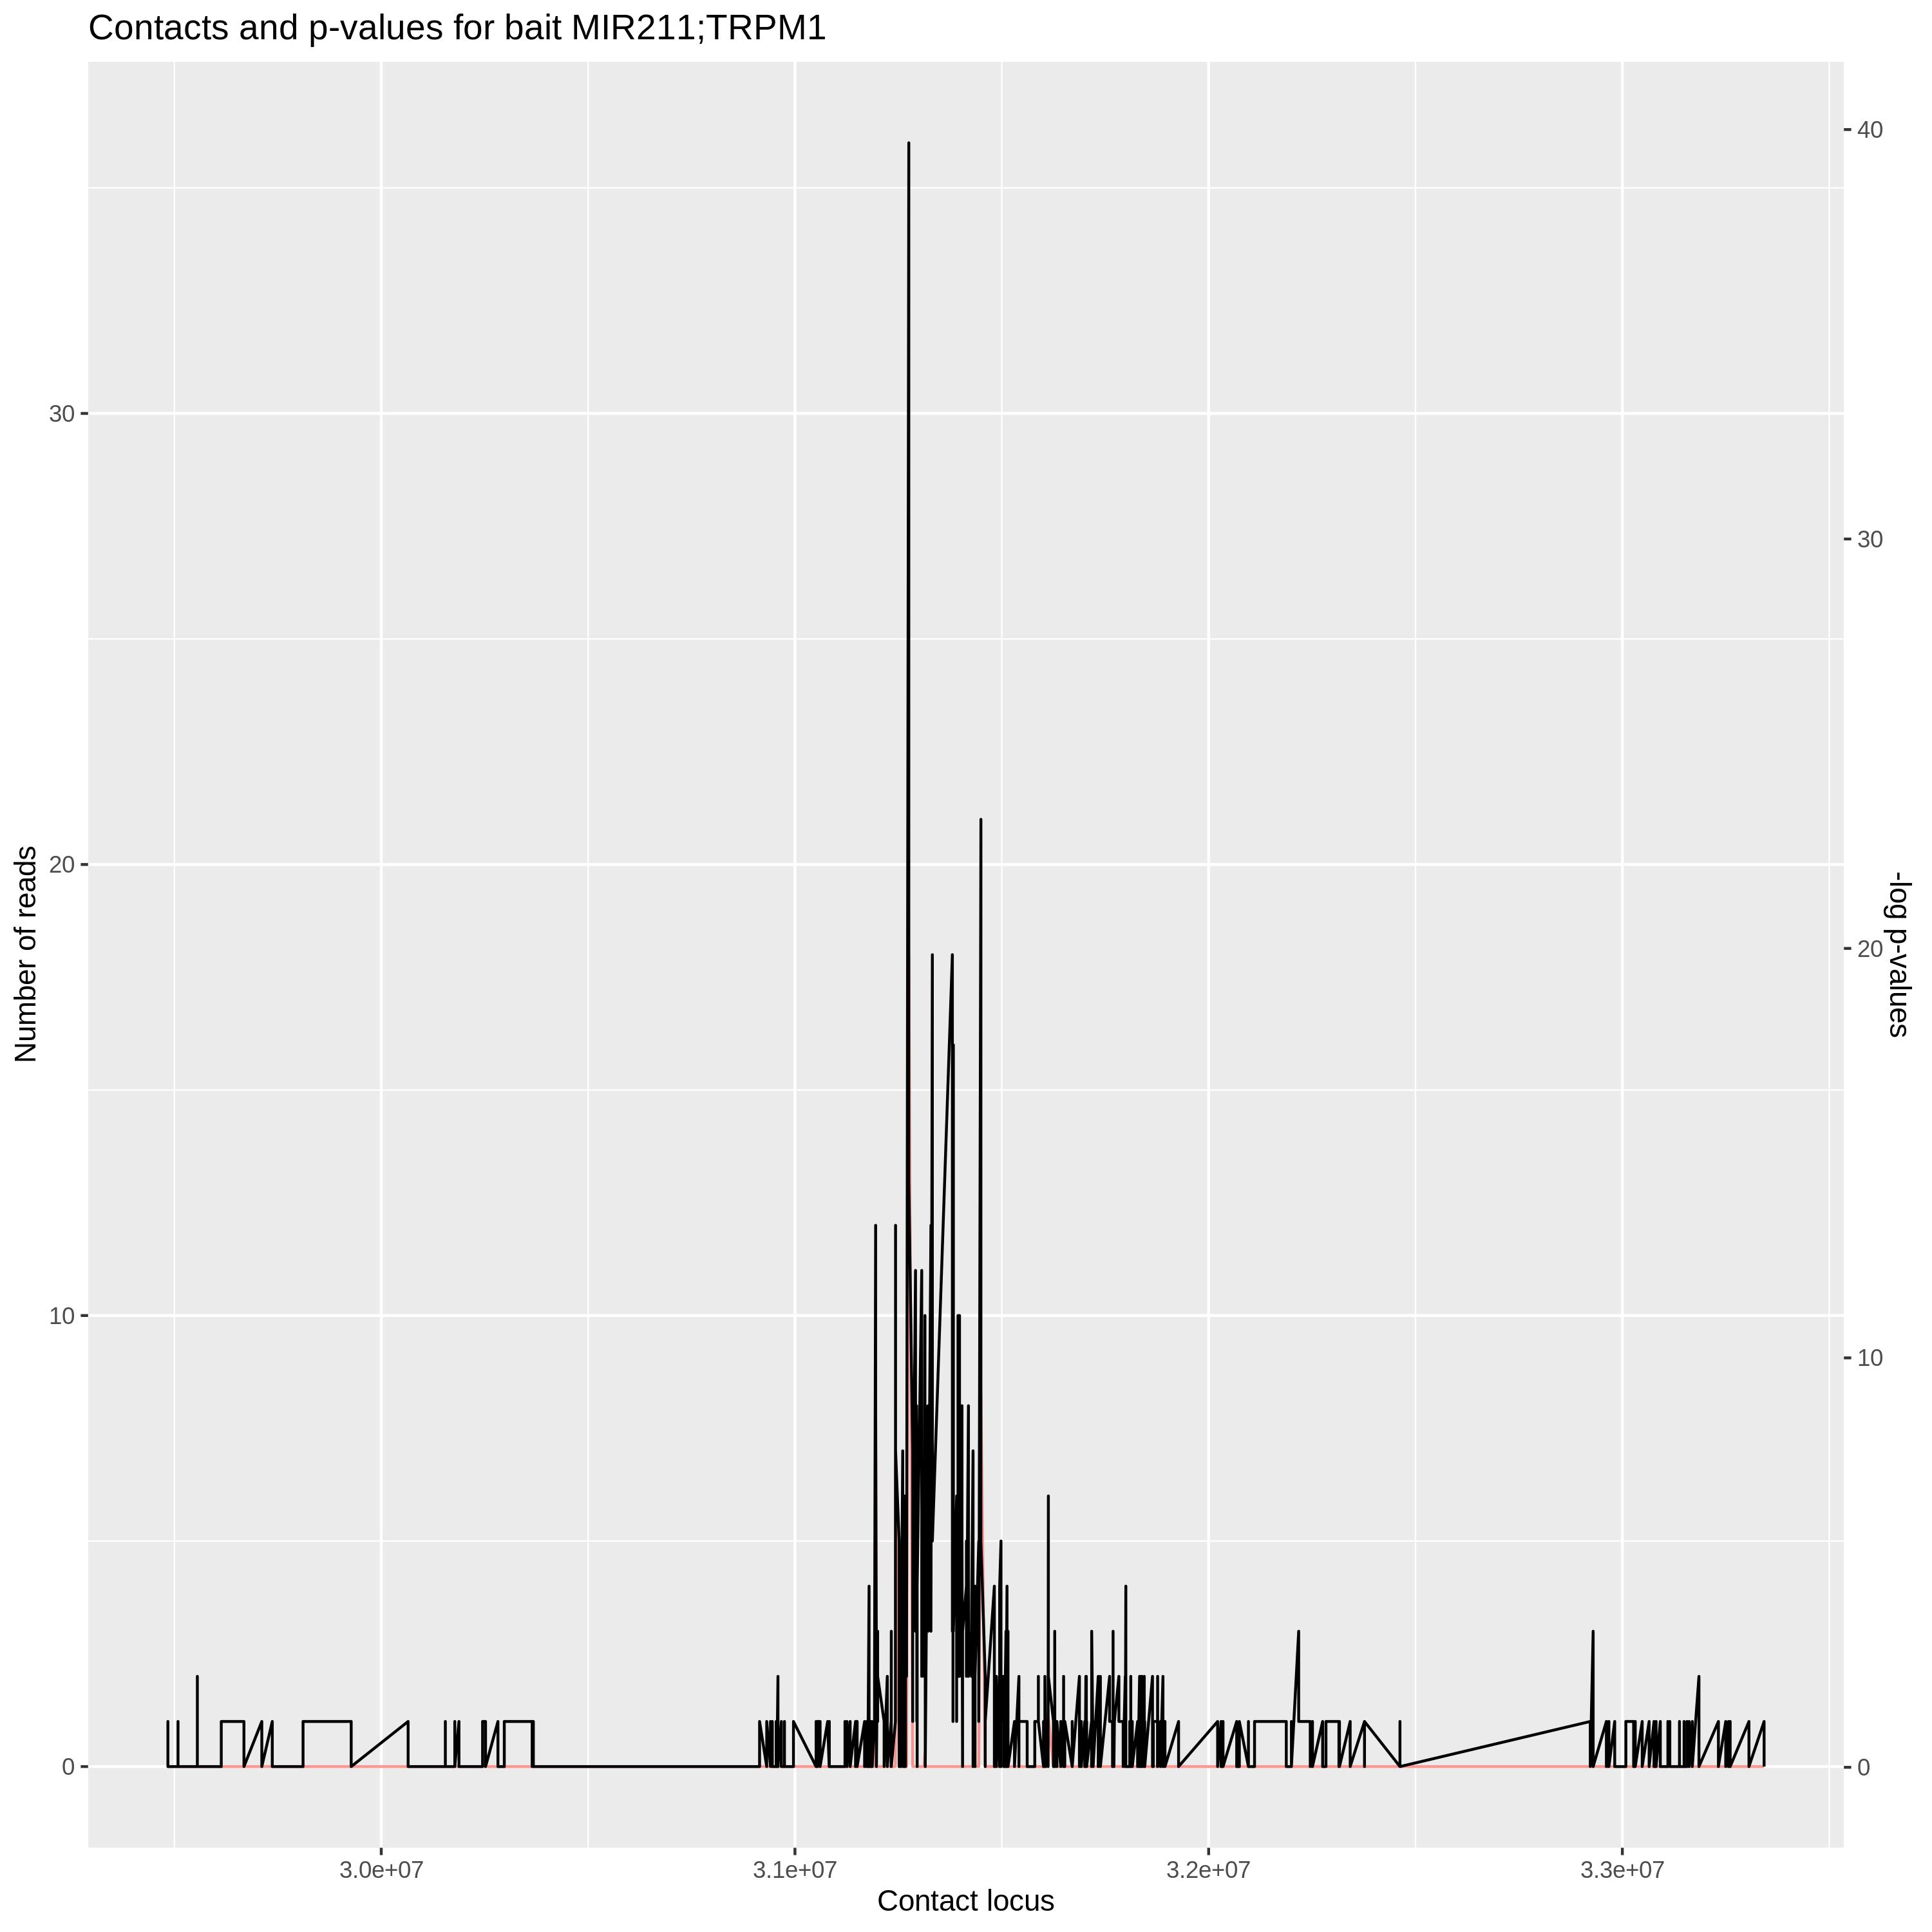 Contacts and p-values for bait MIR211;TRPM1
40
30
30
20
20
10
10
0
0
Number of reads
-log p-values
3.0e+07
3.1e+07
3.2e+07
3.3e+07
Contact locus